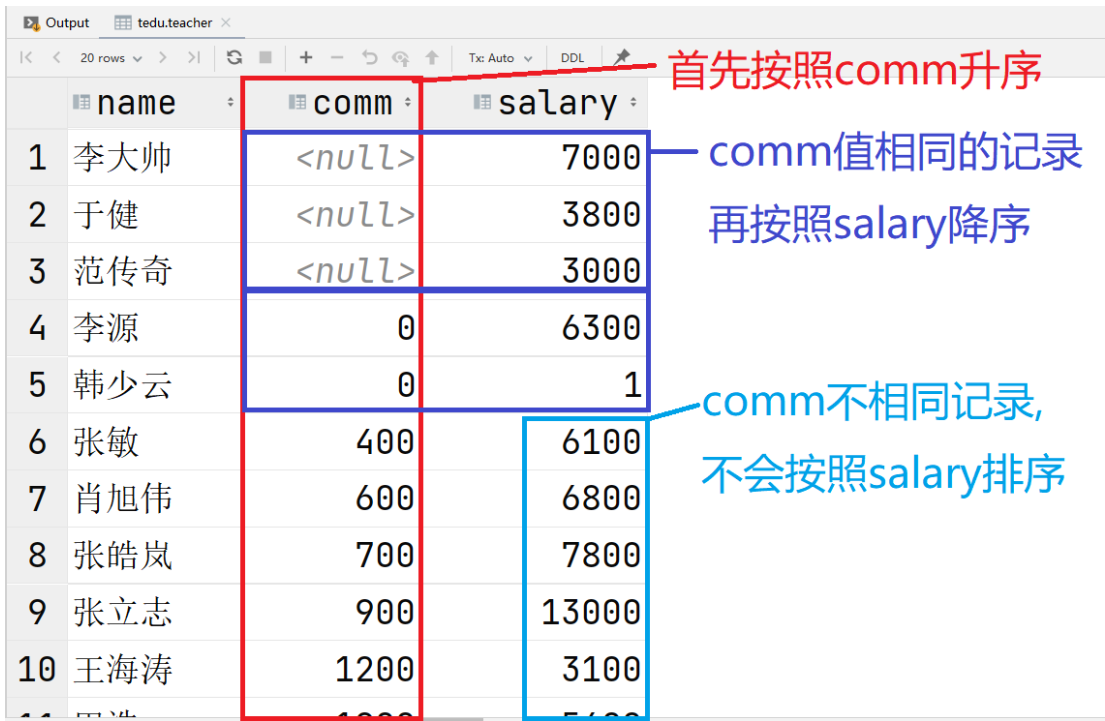 Output tedu.teacher
20 rows Tx: Auto DDL
首先按照comm升序
name comm salary
1 李大帅 <null> 7000
comm值相同的记录
2 于健 <null> 3800
再按照salary降序
3 范传奇 <null> 3000
4 李源 0 6300
5 韩少云 0 1
comm不相同记录,
6 张敏 400 6100
不会按照salary排序
7 肖旭伟 600 6800
8 张皓岚 700 7800
9 张立志 900 13000
10 王海涛 1200 3100